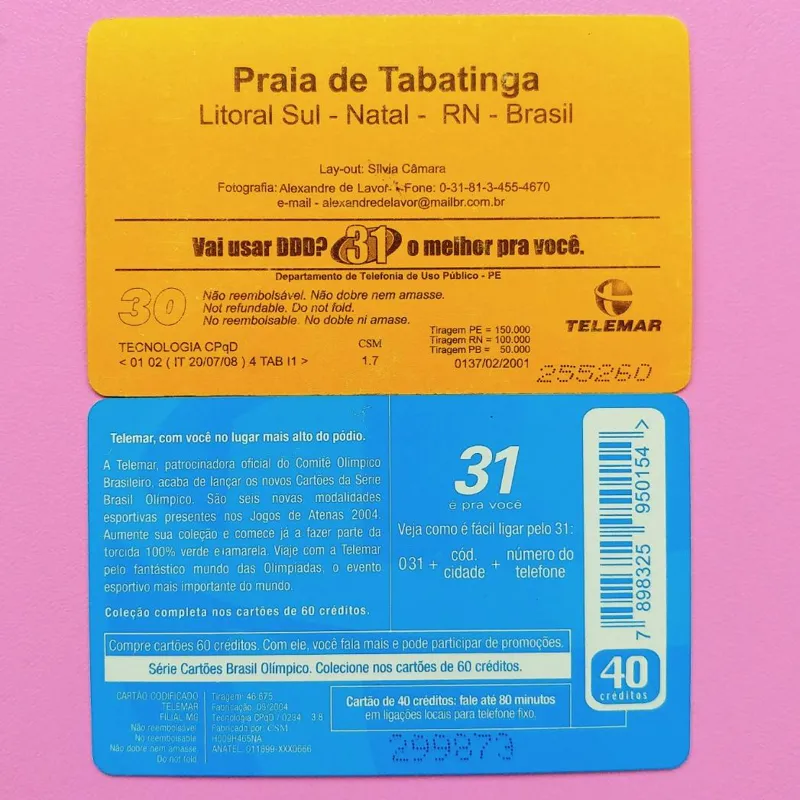 Praia de Tabatinga
Litoral Sul - Natal - RN - Brasil
Lay-out: Sílvia Câmara
Fotografia: Alexandre de Lavor - Fone: 0-31-81-3-455-4670
e-mail - alexandredelavor@mailbr.com.br
Vai usar DDD? 31 o melhor pra você.
Departamento de Telefonia de Uso Público - PE
30
Não reembolsável. Não dobre nem amasse.
Not refundable. Do not fold.
No reembolsable. No doble ni amase.
TELEMAR
TECNOLOGIA CPqD
< 01 02 ( IT 20/07/08 ) 4 TAB I1 >
CSM
1.7
Tiragem PE = 150.000
Tiragem RN = 100.000
Tiragem PB = 50.000
0137/02/2001
255260
Telemar, com você no lugar mais alto do pódio.
A Telemar, patrocinadora oficial do Comitê Olímpico
Brasileiro, acaba de lançar os novos Cartões da Série
Brasil Olímpico. São seis novas modalidades
esportivas presentes nos Jogos de Atenas 2004.
Aumente sua coleção e comece já a fazer parte da
torcida 100% verde e amarela. Viaje com a Telemar
pelo fantástico mundo das Olimpíadas, o evento
esportivo mais importante do mundo.
Coleção completa nos cartões de 60 créditos.
31
é pra você
Veja como é fácil ligar pelo 31:
031 + cód. cidade + número do telefone
7 898325 950154 >
Compre cartões 60 créditos. Com ele, você fala mais e pode participar de promoções.
Série Cartões Brasil Olímpico. Colecione nos cartões de 60 créditos.
40
créditos
CARTÃO CODIFICADO
TELEMAR
FILIAL MG
Não reembolsável
No reembolsable
Não dobre nem amasse.
Do not fold.
Tiragem: 46.675
Fabricação: 05/2004
Tecnologia CPqD / 0234 3.6
Fabricado por: CSM
H009H465NA
ANATEL: 011899-XXX0666
Cartão de 40 créditos: fale até 80 minutos
em ligações locais para telefone fixo.
299873